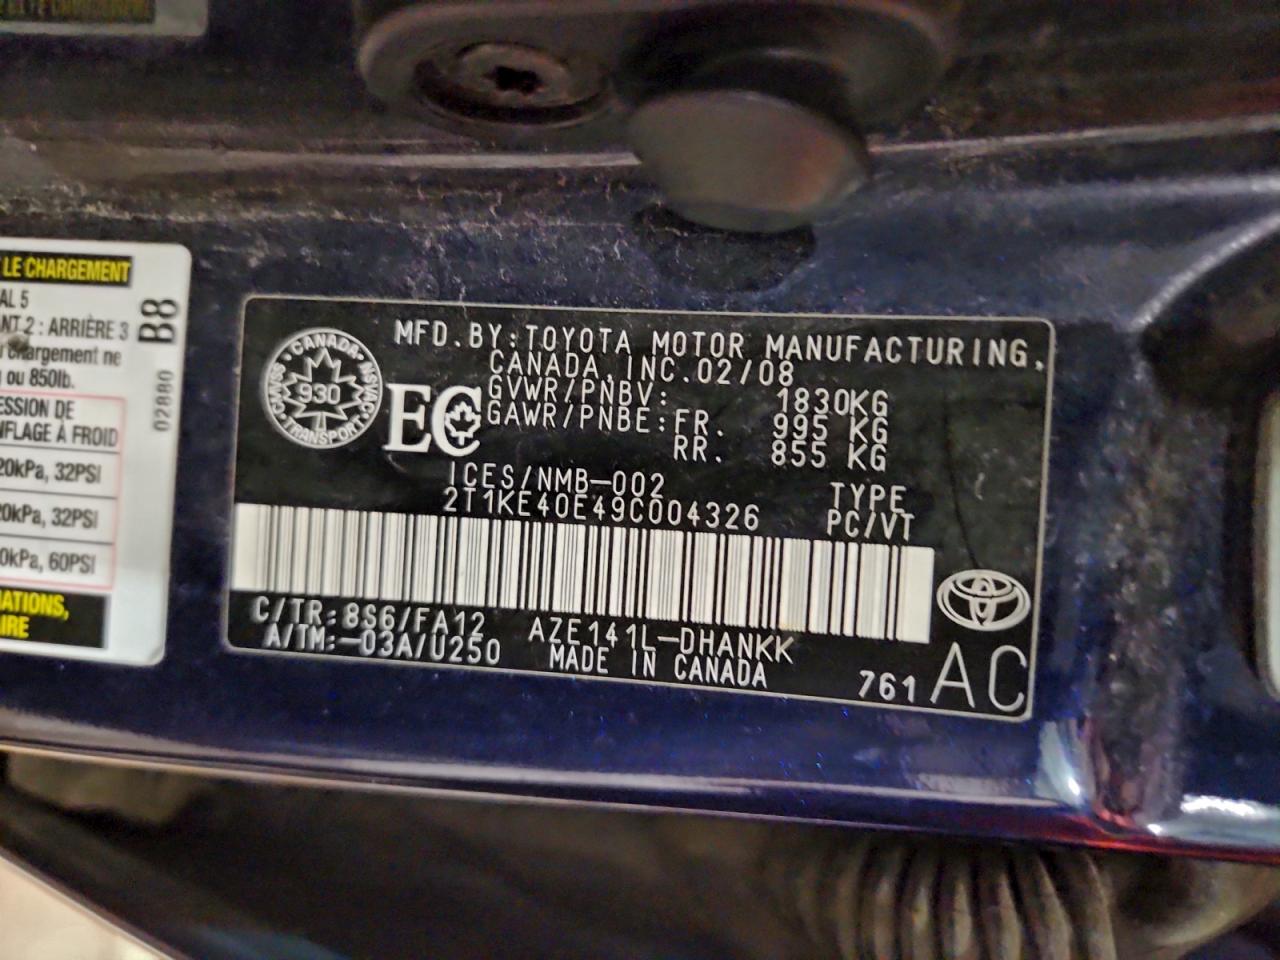 LE CHARGEMENT
AL 5
ANT 2 : ARRIÈRE 3
chargement ne
ou 850lb.
B8
02880
ESSION DE
NFLAGE À FROID
20kPa, 32PSI
20kPa, 32PSI
0kPa, 60PSI
MATIONS,
IRE
CANADA
930
TRANSPORT
EC
MFD. BY: TOYOTA MOTOR MANUFACTURING,
CANADA, INC. 02/08
GVWR/PNBV: 1830KG
GAWR/PNBE: FR. 995 KG
RR. 855 KG
ICES/NMB-002
2T1KE40E49C004326
TYPE
PC/VT
C/TR: 8S6/FA12 AZE141L-DHANKK
A/TM:-03A/U250 MADE IN CANADA
761 AC